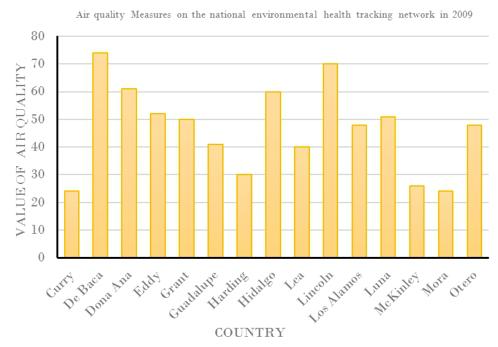 Air quality Measures on the national environmental health tracking network in 2009
80
70
60
50
40
30
20
10
0
VALUE OF AIR QUALITY
Curry
De Baca
Dona Ana
Eddy
Grant
Guadalupe
Harding
Hidalgo
Lea
Lincoln
Los Alamos
Luna
McKinley
Mora
Otero
COUNTRY